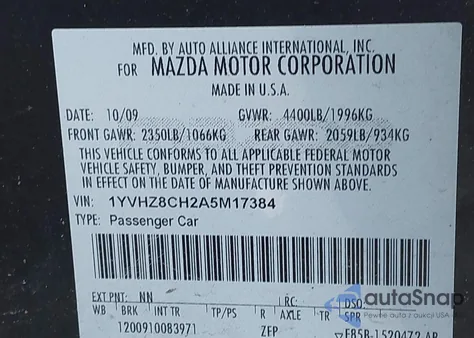 MFD. BY AUTO ALLIANCE INTERNATIONAL, INC.
FOR MAZDA MOTOR CORPORATION
MADE IN U.S.A.
DATE: 10/09 GVWR: 4400LB/1996KG
FRONT GAWR: 2350LB/1066KG REAR GAWR: 2059LB/934KG
THIS VEHICLE CONFORMS TO ALL APPLICABLE FEDERAL MOTOR
VEHICLE SAFETY, BUMPER, AND THEFT PREVENTION STANDARDS
IN EFFECT ON THE DATE OF MANUFACTURE SHOWN ABOVE.
VIN: 1YVHZ8CH2A5M17384
TYPE: Passenger Car
EXT PNT: NN RC: DSO:
WB BRK INT TR TP/PS R AXLE TR SPR
1200910083971 ZFP
autoSnap